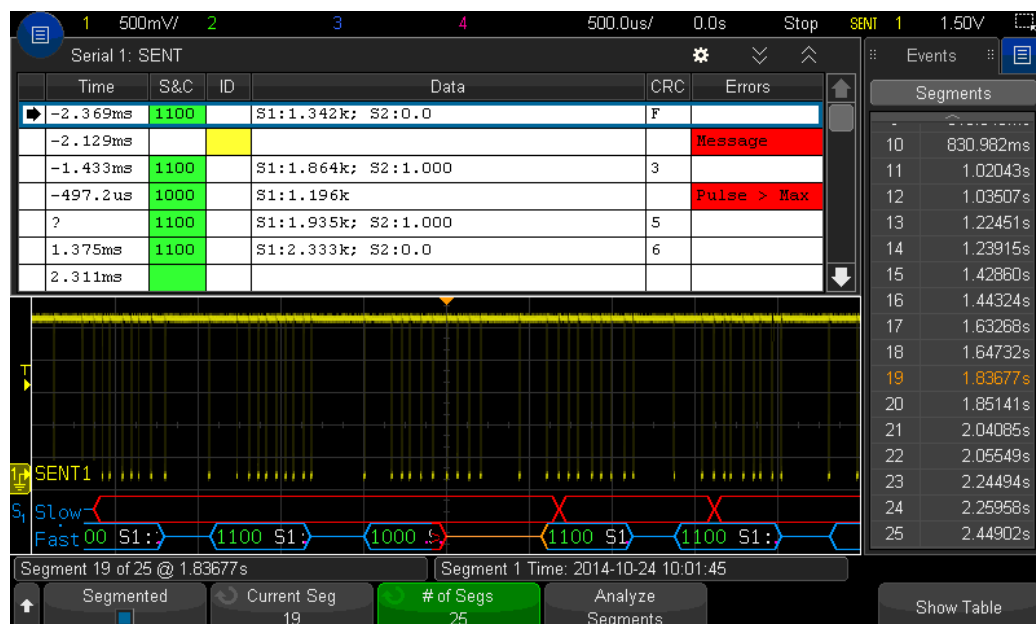 1 500mV/ 2 3 4 500.0us/ 0.0s Stop SENT 1 1.50V
Serial 1: SENT
Time S&C ID Data CRC Errors
-2.369ms 1100 S1:1.342k; S2:0.0 F
-2.129ms Message
-1.433ms 1100 S1:1.864k; S2:1.000 3
-497.2us 1000 S1:1.196k Pulse > Max
? 1100 S1:1.935k; S2:1.000 5
1.375ms 1100 S1:2.333k; S2:0.0 6
2.311ms
Events
Segments
10 830.982ms
11 1.02043s
12 1.03507s
13 1.22451s
14 1.23915s
15 1.42860s
16 1.44324s
17 1.63268s
18 1.64732s
19 1.83677s
20 1.85141s
21 2.04085s
22 2.05549s
23 2.24494s
24 2.25958s
25 2.44902s
T
SENT1
S1 Slow
Fast 00 S1: 1100 S1: 1000 1100 S1 1100 S1:
Segment 19 of 25 @ 1.83677s Segment 1 Time: 2014-10-24 10:01:45
Segmented Current Seg # of Segs Analyze
19 25 Segments
Show Table